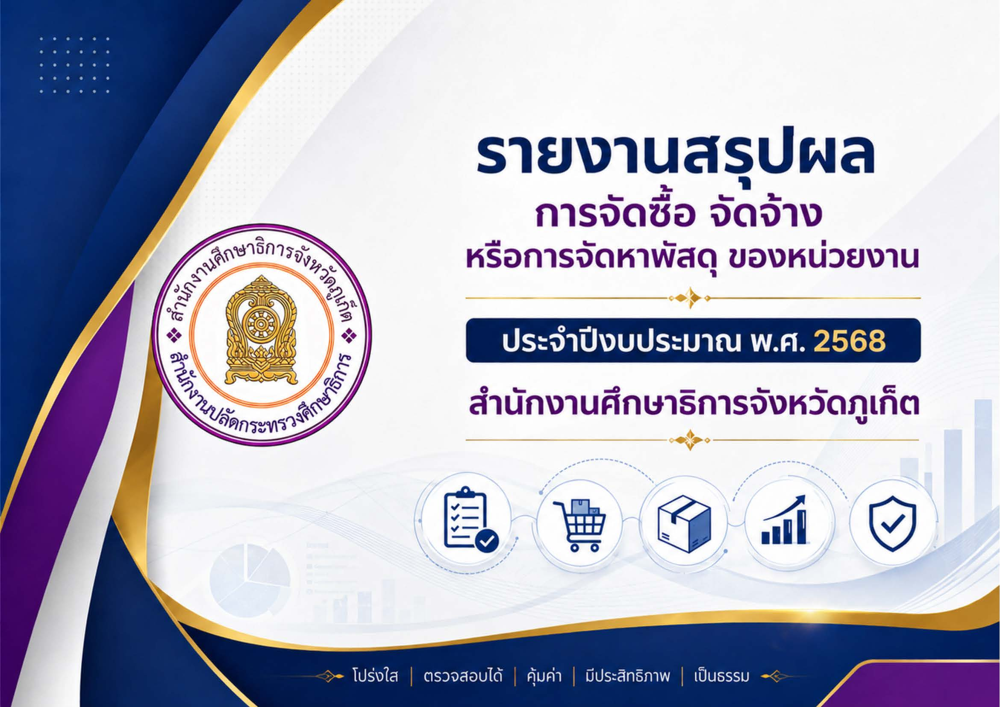 สำนักงานศึกษาธิการจังหวัดภูเก็ต
สำนักงานปลัดกระทรวงศึกษาธิการ
รายงานสรุปผล
การจัดซื้อ จัดจ้าง
หรือการจัดหาพัสดุ ของหน่วยงาน
ประจำปีงบประมาณ พ.ศ. 2568
สำนักงานศึกษาธิการจังหวัดภูเก็ต
โปร่งใส | ตรวจสอบได้ | คุ้มค่า | มีประสิทธิภาพ | เป็นธรรม